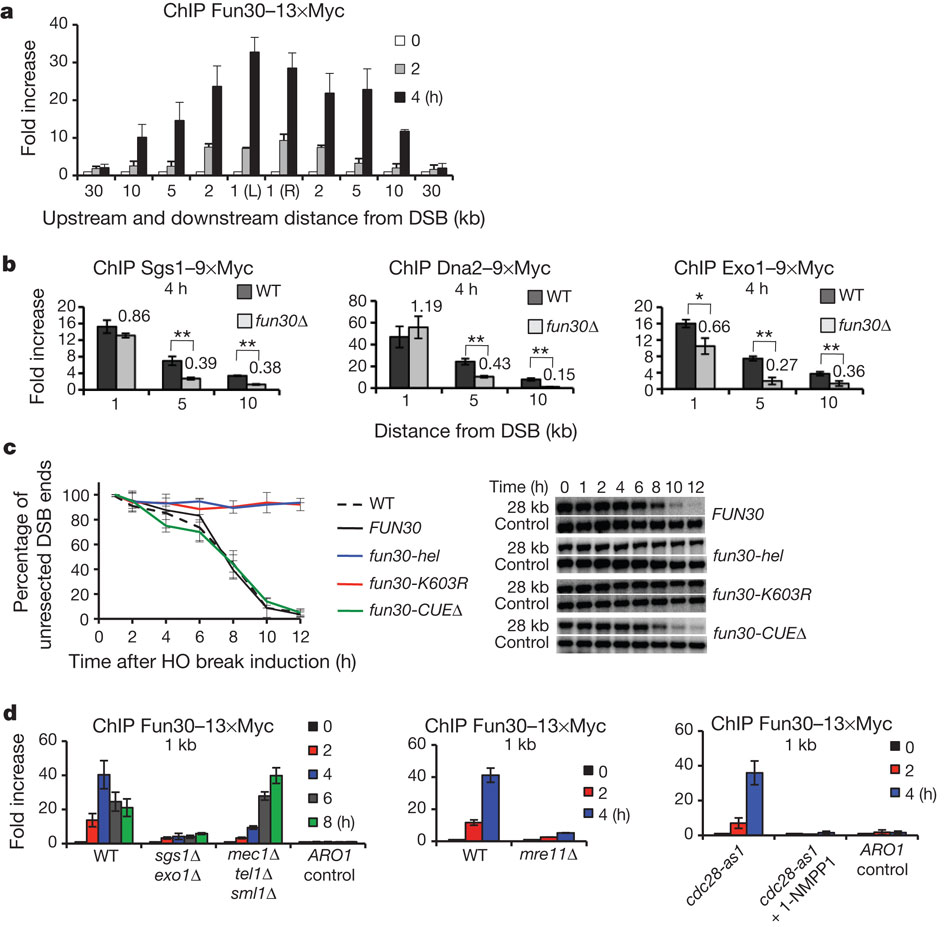 a
ChIP Fun30–13×Myc
Fold increase
40
30
20
10
0
0
2
4 (h)
30 10 5 2 1 (L) 1 (R) 2 5 10 30
Upstream and downstream distance from DSB (kb)
b
ChIP Sgs1–9×Myc
4 h
WT
fun30Δ
Fold increase
20
16
12
8
4
0
0.86
**
0.39
**
0.38
1 5 10
ChIP Dna2–9×Myc
4 h
WT
fun30Δ
80
60
40
20
0
1.19
**
0.43
**
0.15
1 5 10
ChIP Exo1–9×Myc
4 h
WT
fun30Δ
20
16
12
8
4
0
*
0.66
**
0.27
**
0.36
1 5 10
Distance from DSB (kb)
c
Percentage of
unresected DSB ends
100
80
60
40
20
0
0 2 4 6 8 10 12
Time after HO break induction (h)
WT
FUN30
fun30-hel
fun30-K603R
fun30-CUEΔ
Time (h) 0 1 2 4 6 8 10 12
28 kb
Control
FUN30
28 kb
Control
fun30-hel
28 kb
Control
fun30-K603R
28 kb
Control
fun30-CUEΔ
d
ChIP Fun30–13×Myc
1 kb
Fold increase
60
40
20
0
0
2
4
6
8 (h)
WT
sgs1Δ
exo1Δ
mec1Δ
tel1Δ
sml1Δ
ARO1
control
ChIP Fun30–13×Myc
1 kb
60
40
20
0
0
2
4 (h)
WT
mre11Δ
ChIP Fun30–13×Myc
1 kb
60
40
20
0
0
2
4 (h)
cdc28-as1
cdc28-as1
+ 1-NMPP1
ARO1
control